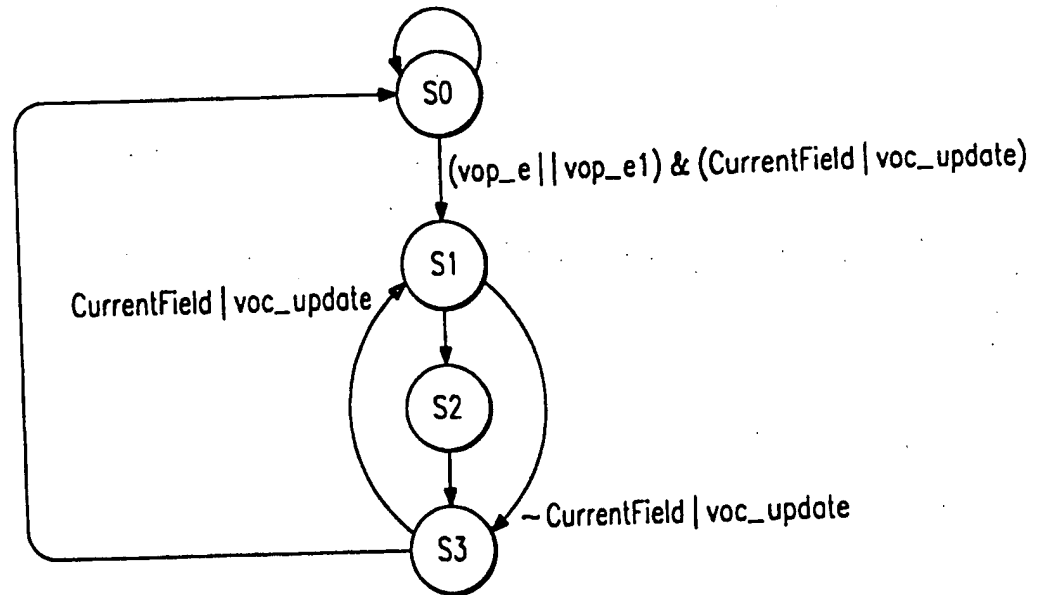 S0
(vop_e || vop_e1) & (CurrentField | voc_update)
S1
CurrentField | voc_update
S2
~ CurrentField | voc_update
S3